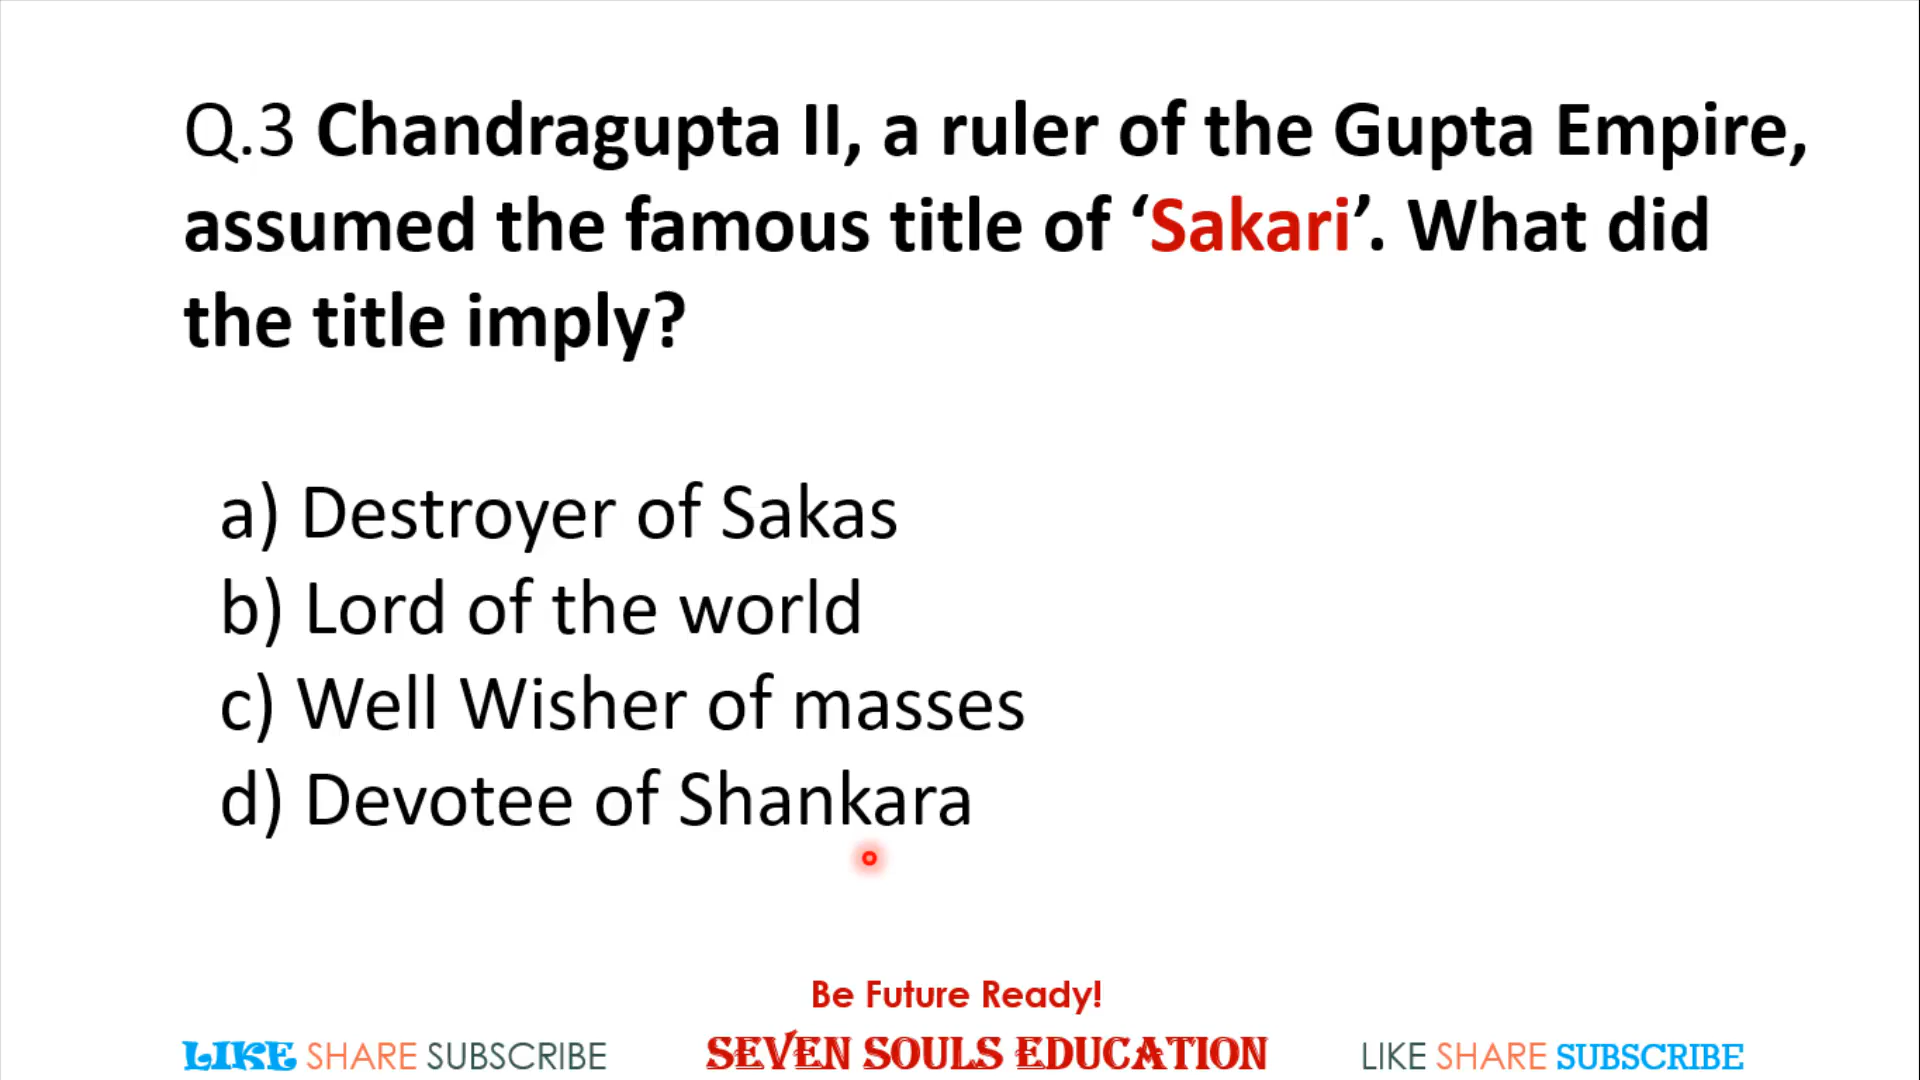 Q.3 Chandragupta II, a ruler of the Gupta Empire,
assumed the famous title of ‘Sakari’. What did
the title imply?
a) Destroyer of Sakas
b) Lord of the world
c) Well Wisher of masses
d) Devotee of Shankara
Be Future Ready!
LIKE SHARE SUBSCRIBE SEVEN SOULS EDUCATION LIKE SHARE SUBSCRIBE